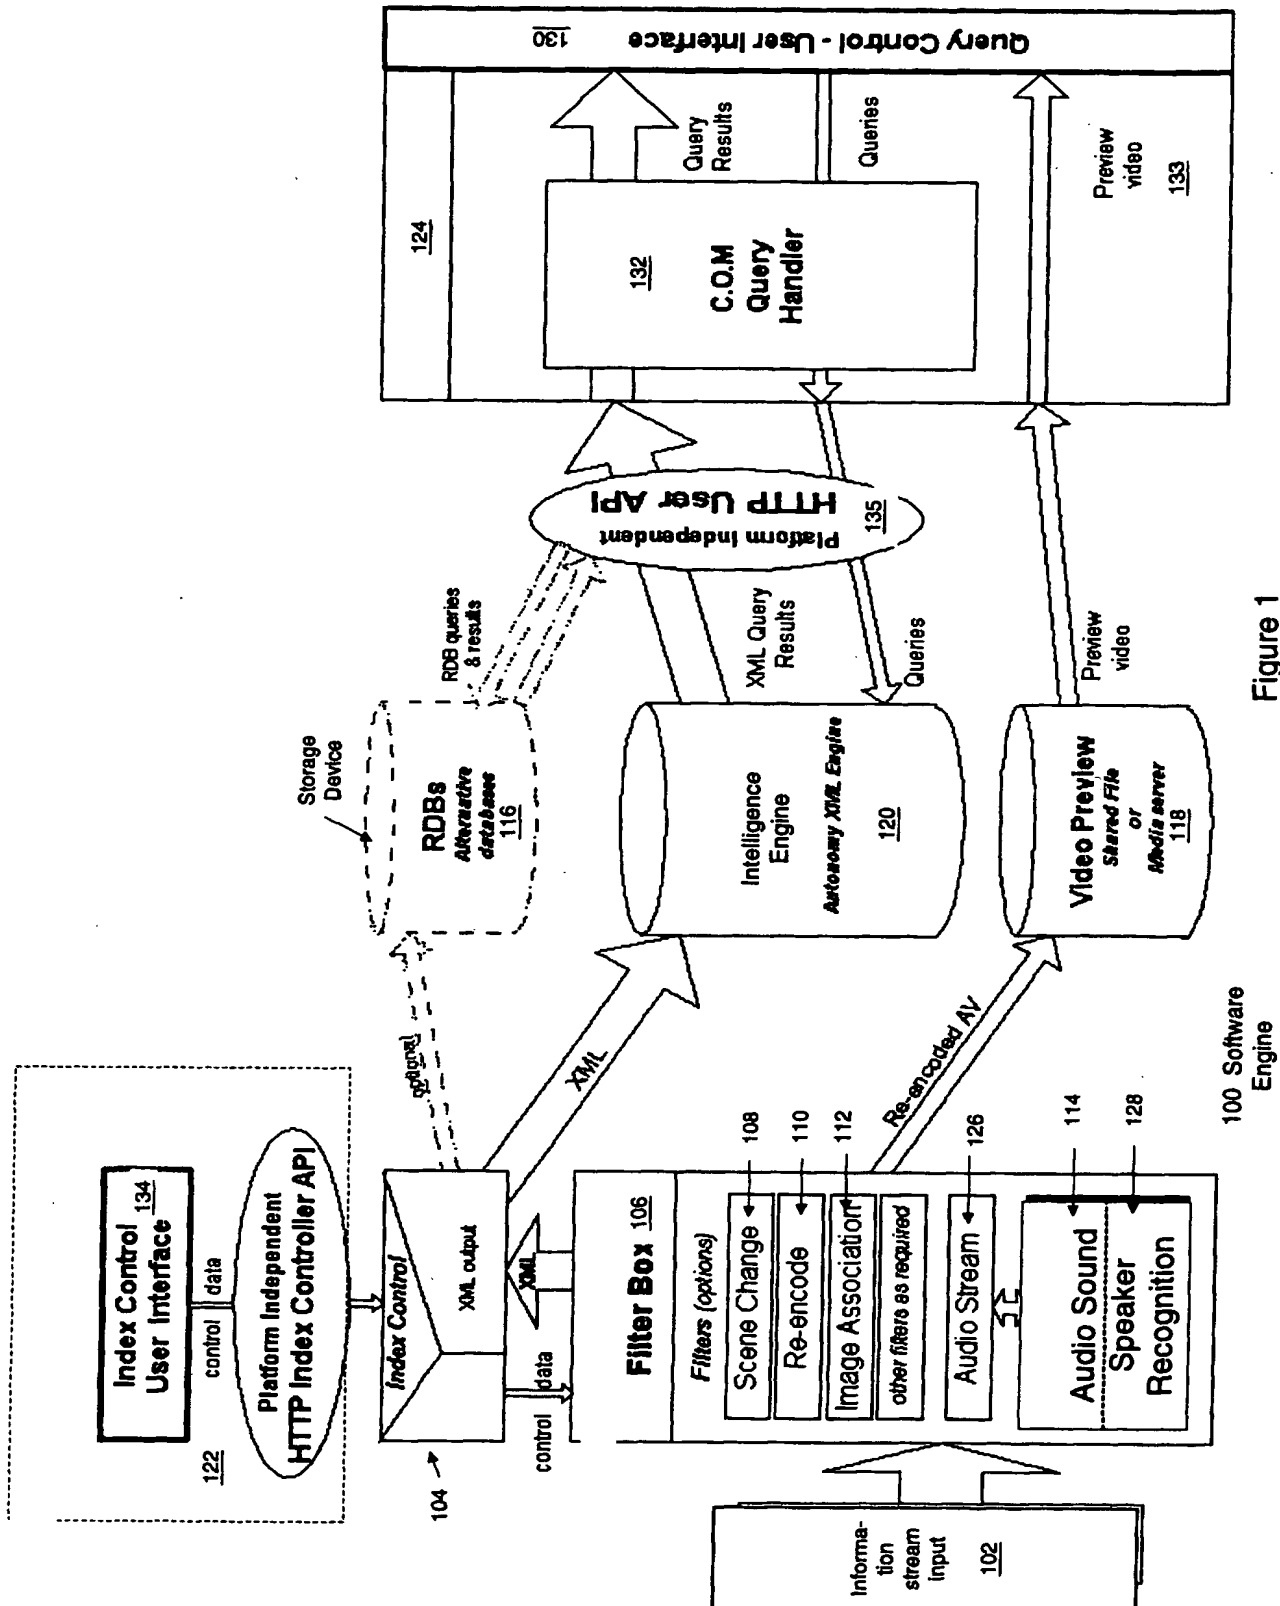 Index Control
User Interface
134
122
control data
Platform Independent
HTTP Index Controller API
104
Index Control
XML output
control data
XML
Filter Box 106
Filters (options)
Scene Change
Re-encode
Image Association
other filters as required
Audio Stream
Audio Sound
Speaker
Recognition
108
110
112
126
114
128
Informa-
tion
stream
input
102
optional
XML
Re-encoded AV
Storage
Device
RDBs
Alternative
databases
116
Intelligence
Engine
Autonomy XML Engine
120
Video Preview
Shared File
or
Media server
118
RDB queries
& results
XML Query
Results
Queries
Preview
video
Platform Independent
HTTP User API
135
124
132
C.O.M
Query
Handler
Query
Results
Queries
Preview
video
133
Query Control - User Interface
130
100 Software
Engine
Figure 1